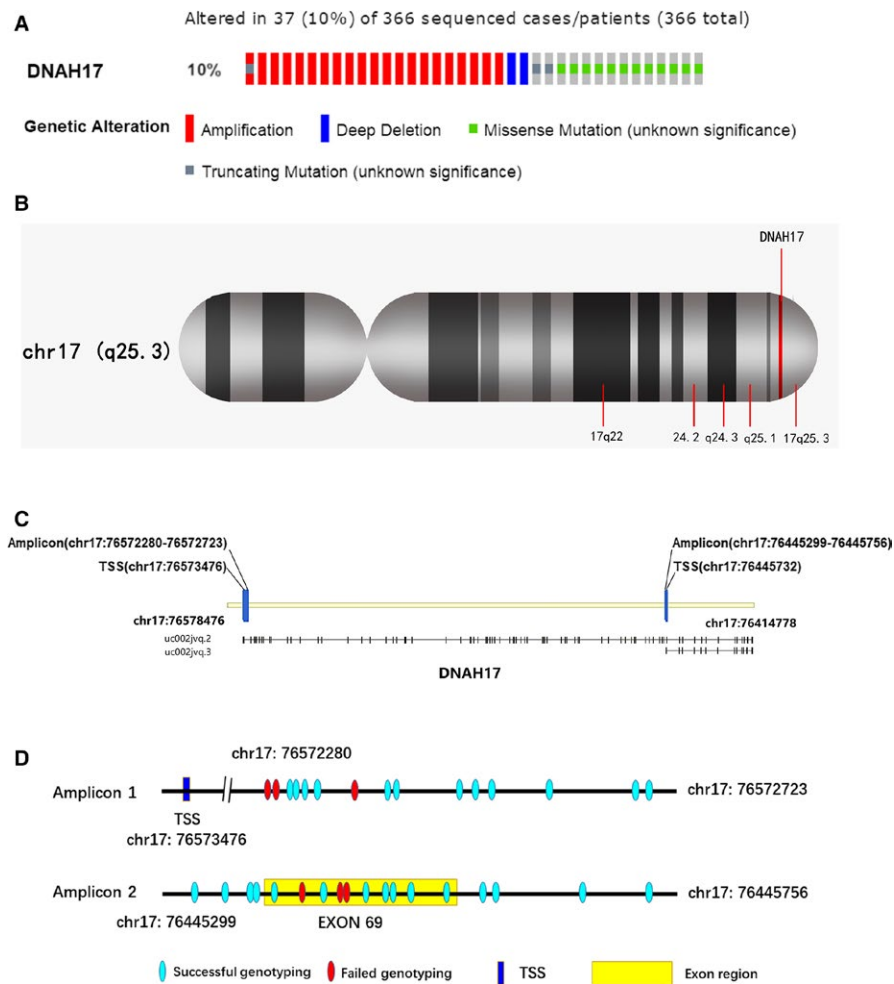 A
Altered in 37 (10%) of 366 sequenced cases/patients (366 total)
DNAH17 10%
Genetic Alteration Amplification Deep Deletion Missense Mutation (unknown significance)
Truncating Mutation (unknown significance)
B
DNAH17
chr17 (q25.3)
17q22 24.2 q24.3 q25.1 17q25.3
C
Amplicon(chr17:76572280-76572723) Amplicon(chr17:76445299-76445756)
TSS(chr17:76573476) TSS(chr17:76445732)
chr17:76578476 chr17:76414778
uc002jvq.2
uc002jvq.3
DNAH17
D
chr17: 76572280
Amplicon 1 chr17: 76572723
TSS
chr17: 76573476
Amplicon 2 chr17: 76445756
chr17: 76445299 EXON 69
Successful genotyping Failed genotyping TSS Exon region